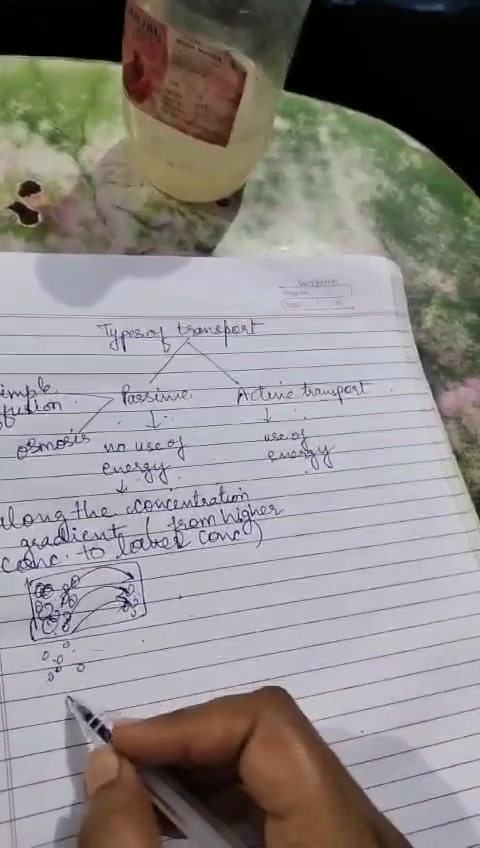 Types of transport
imple Passive Active transport
fusion
osmosis no use of use of
energy energy
along the concentration
gradient (from higher
conc. to lower conc)